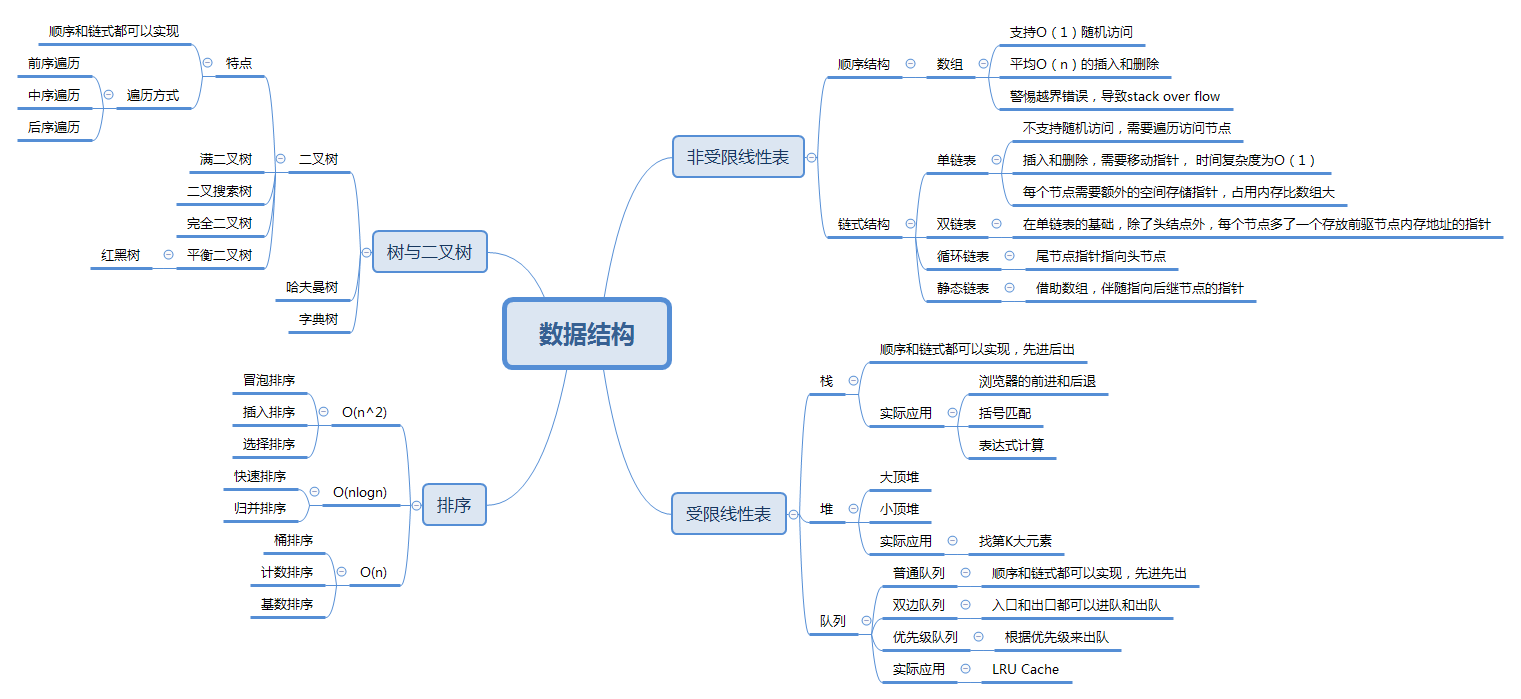 数据结构
非受限线性表
顺序结构
数组
支持O（1）随机访问
平均O（n）的插入和删除
警惕越界错误，导致stack over flow
链式结构
单链表
不支持随机访问，需要遍历访问节点
插入和删除，需要移动指针， 时间复杂度为O（1）
每个节点需要额外的空间存储指针，占用内存比数组大
双链表
在单链表的基础，除了头结点外，每个节点多了一个存放前驱节点内存地址的指针
循环链表
尾节点指针指向头节点
静态链表
借助数组，伴随指向后继节点的指针
受限线性表
栈
顺序和链式都可以实现，先进后出
实际应用
浏览器的前进和后退
括号匹配
表达式计算
堆
大顶堆
小顶堆
实际应用
找第K大元素
队列
普通队列
顺序和链式都可以实现，先进先出
双边队列
入口和出口都可以进队和出队
优先级队列
根据优先级来出队
实际应用
LRU Cache
树与二叉树
二叉树
特点
顺序和链式都可以实现
遍历方式
前序遍历
中序遍历
后序遍历
满二叉树
二叉搜索树
完全二叉树
平衡二叉树
红黑树
哈夫曼树
字典树
排序
O(n^2)
冒泡排序
插入排序
选择排序
O(nlogn)
快速排序
归并排序
O(n)
桶排序
计数排序
基数排序